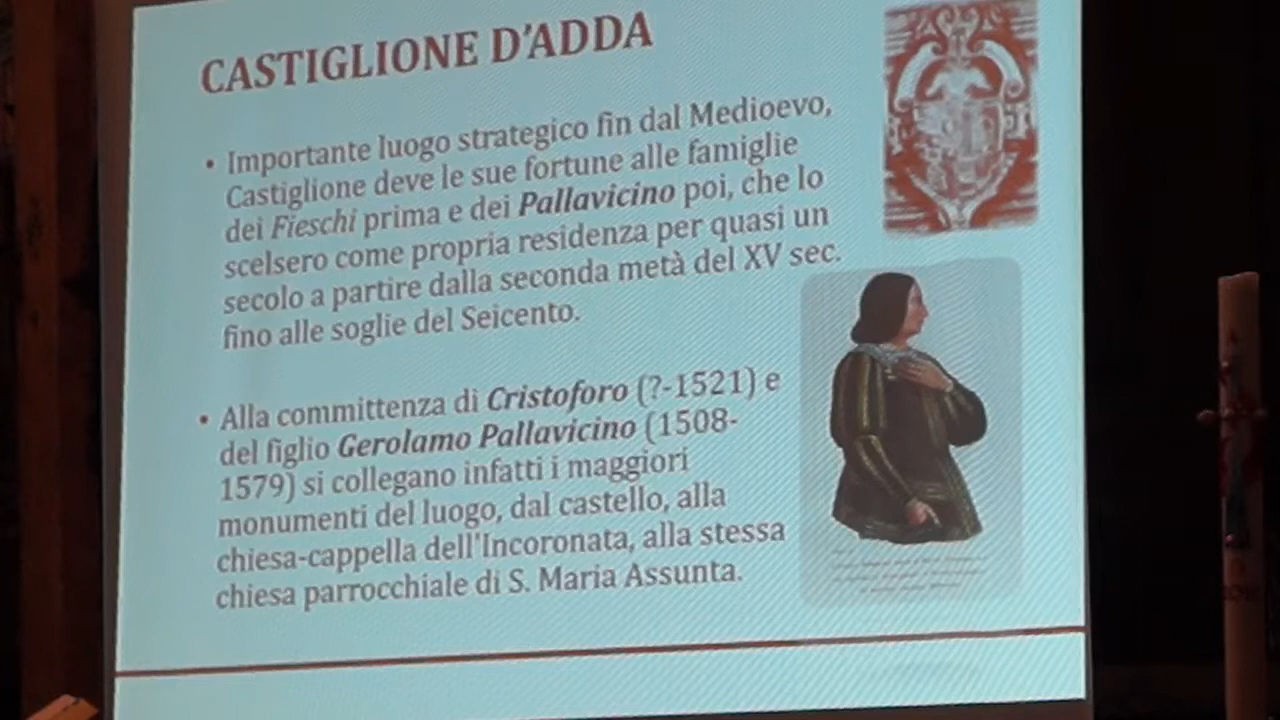 CASTIGLIONE D'ADDA
• Importante luogo strategico fin dal Medioevo,
Castiglione deve le sue fortune alle famiglie
dei Fieschi prima e dei Pallavicino poi, che lo
scelsero come propria residenza per quasi un
secolo a partire dalla seconda metà del XV sec.
fino alle soglie del Seicento.
• Alla committenza di Cristoforo (?-1521) e
del figlio Gerolamo Pallavicino (1508-
1579) si collegano infatti i maggiori
monumenti del luogo, dal castello, alla
chiesa-cappella dell'Incoronata, alla stessa
chiesa parrocchiale di S. Maria Assunta.